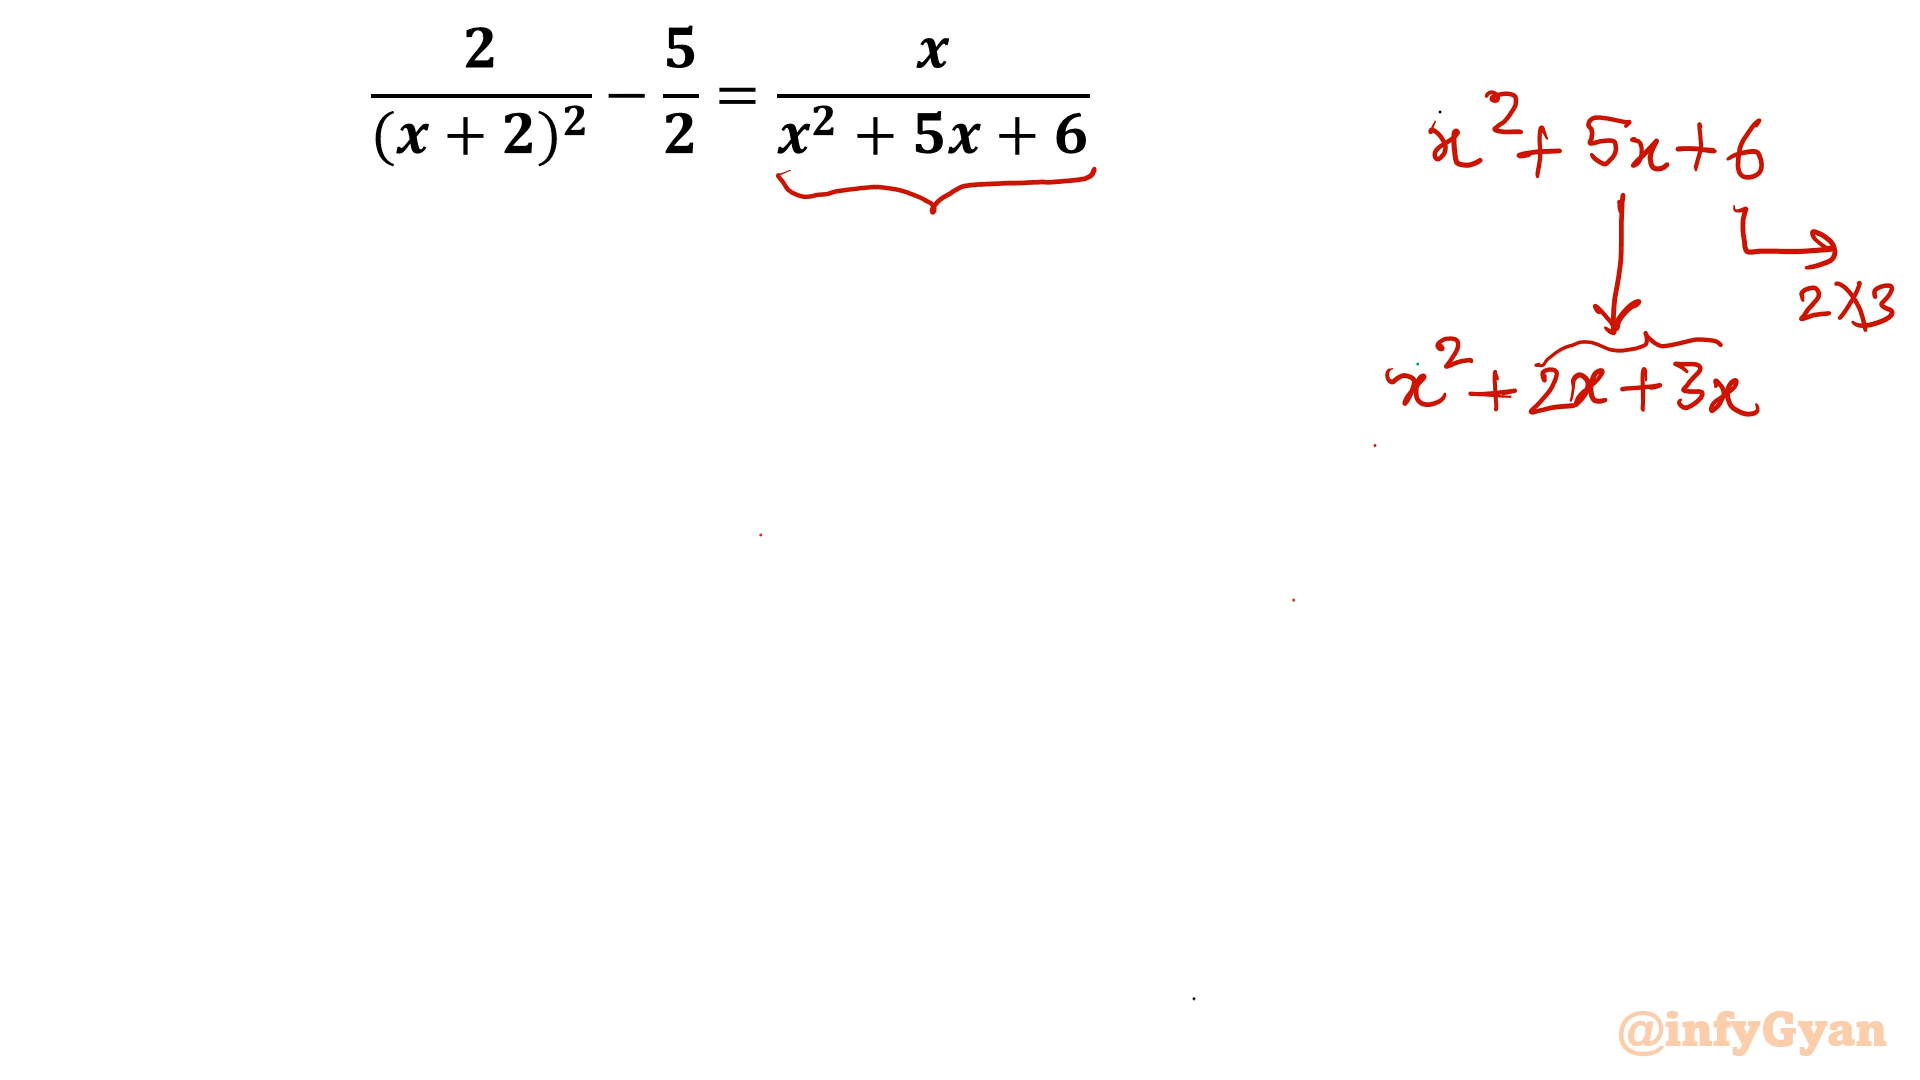 2/(x + 2)² − 5/2 = x/(x² + 5x + 6)
x² + 5x + 6
2×3
x² + 2x + 3x
@infyGyan